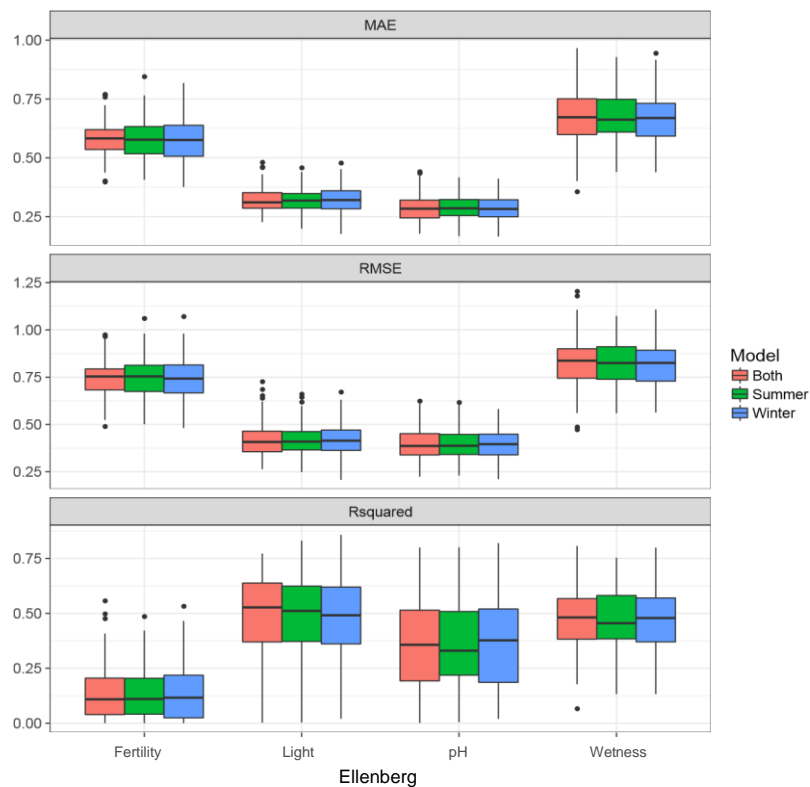 MAE
1.00
0.75
0.50
0.25
RMSE
1.25
1.00
0.75
0.50
0.25
Model
Both
Summer
Winter
Rsquared
0.75
0.50
0.25
0.00
Fertility
Light
pH
Wetness
Ellenberg